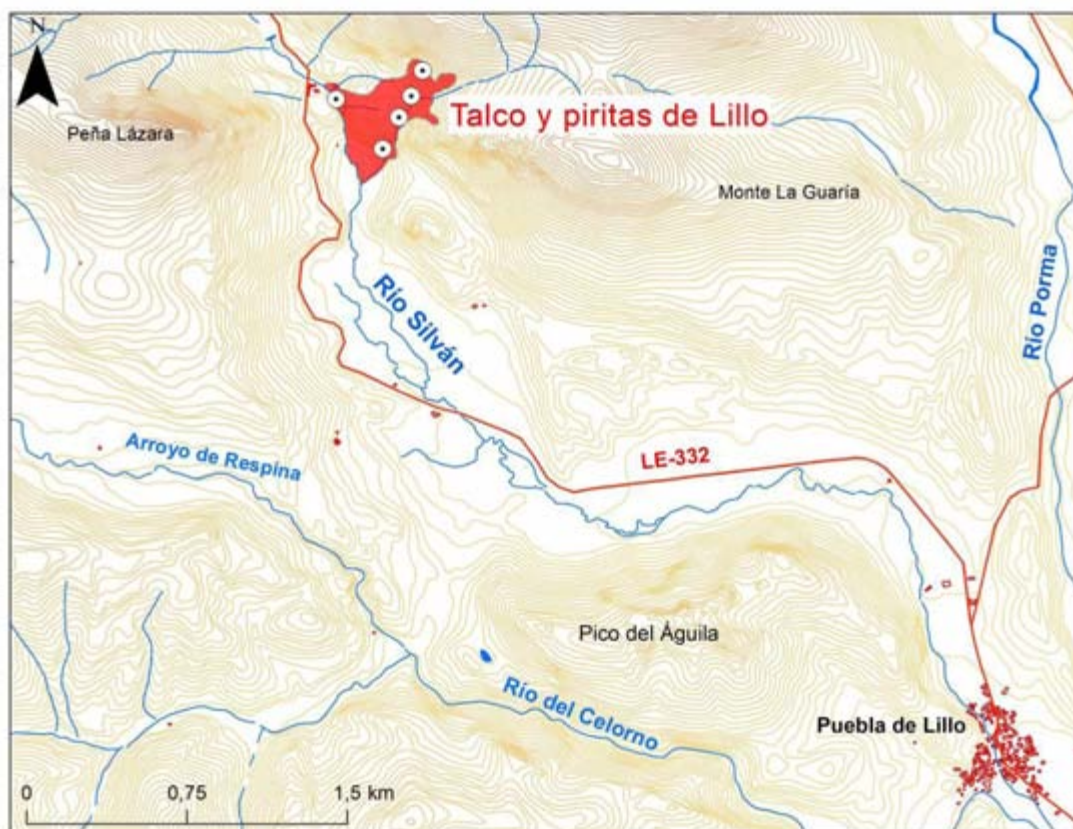 N
Talco y piritas de Lillo
Peña Lázara
Monte La Guaría
Río Silván
Río Porma
Arroyo de Respina
LE-332
Pico del Águila
Río del Celorno
Puebla de Lillo
0 0,75 1,5 km